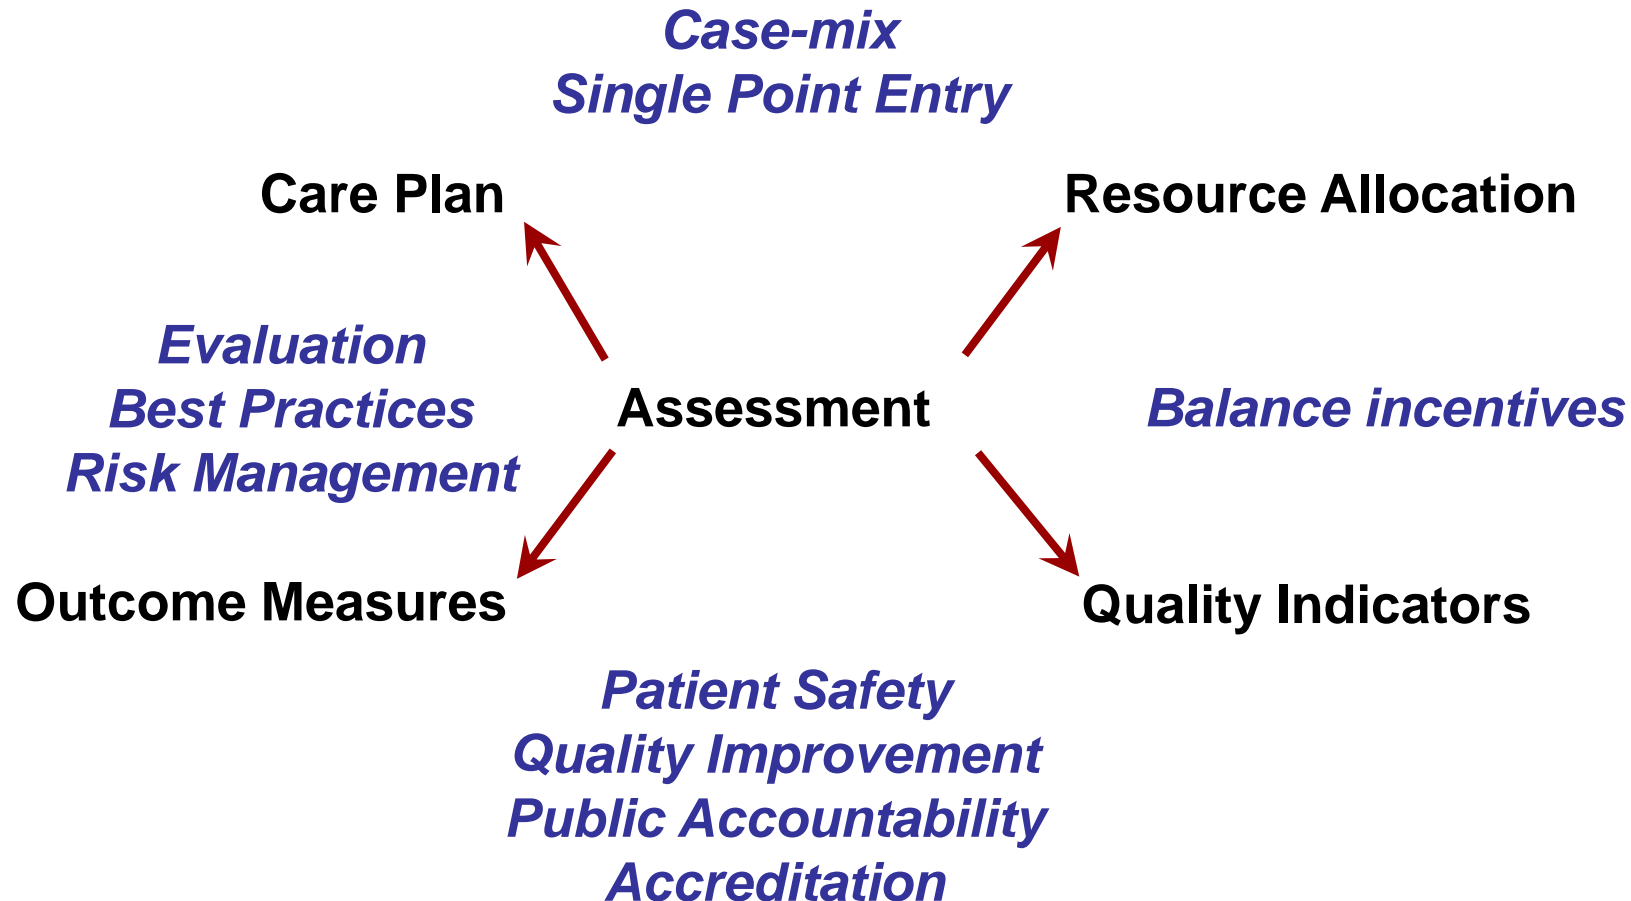 Case-mix
Single Point Entry
Care Plan
Resource Allocation
Evaluation
Best Practices
Risk Management
Assessment
Balance incentives
Outcome Measures
Quality Indicators
Patient Safety
Quality Improvement
Public Accountability
Accreditation